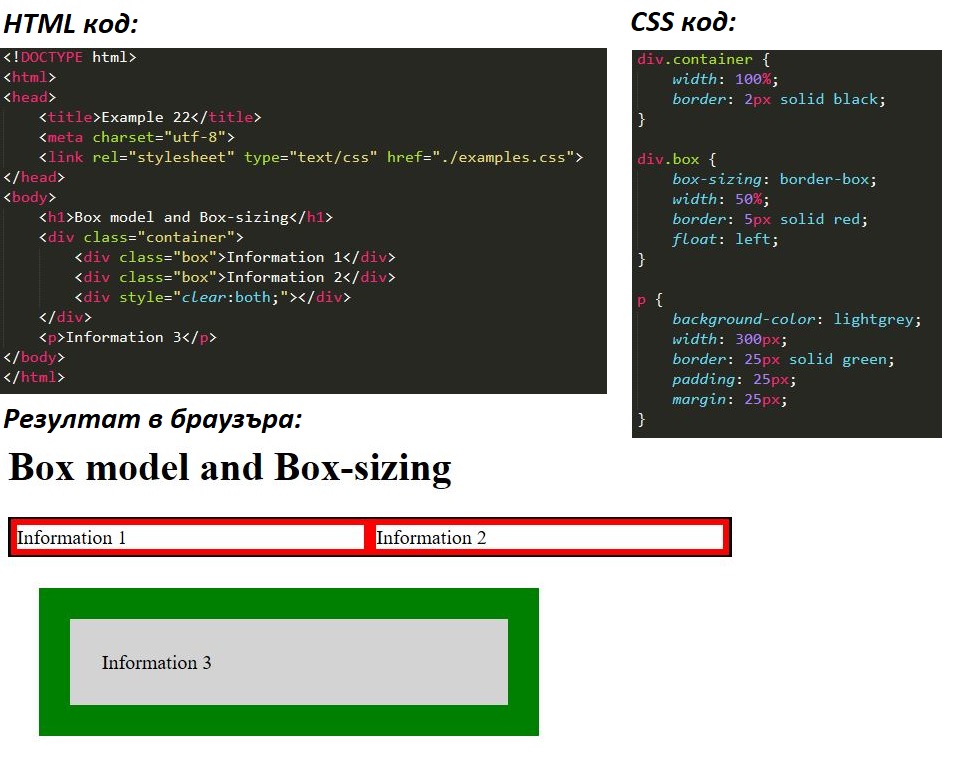 HTML код:
<!DOCTYPE html>
<html>
<head>
    <title>Example 22</title>
    <meta charset="utf-8">
    <link rel="stylesheet" type="text/css" href="./examples.css">
</head>
<body>
    <h1>Box model and Box-sizing</h1>
    <div class="container">
        <div class="box">Information 1</div>
        <div class="box">Information 2</div>
        <div style="clear:both;"></div>
    </div>
    <p>Information 3</p>
</body>
</html>
CSS код:
div.container {
    width: 100%;
    border: 2px solid black;
}
div.box {
    box-sizing: border-box;
    width: 50%;
    border: 5px solid red;
    float: left;
}
p {
    background-color: lightgrey;
    width: 300px;
    border: 25px solid green;
    padding: 25px;
    margin: 25px;
}
Резултат в браузъра:
Box model and Box-sizing
Information 1 Information 2
Information 3